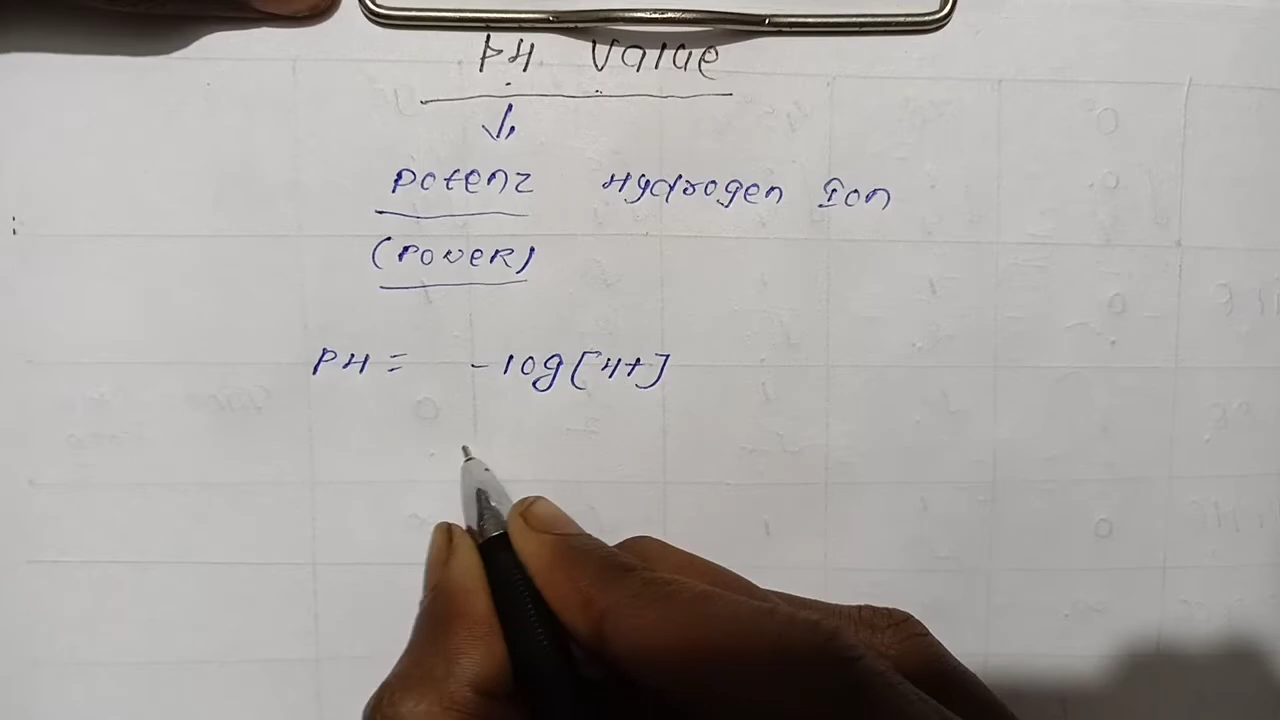 PH Value
Potenz Hydrogen Ion
(Power)
PH = -log[H+]